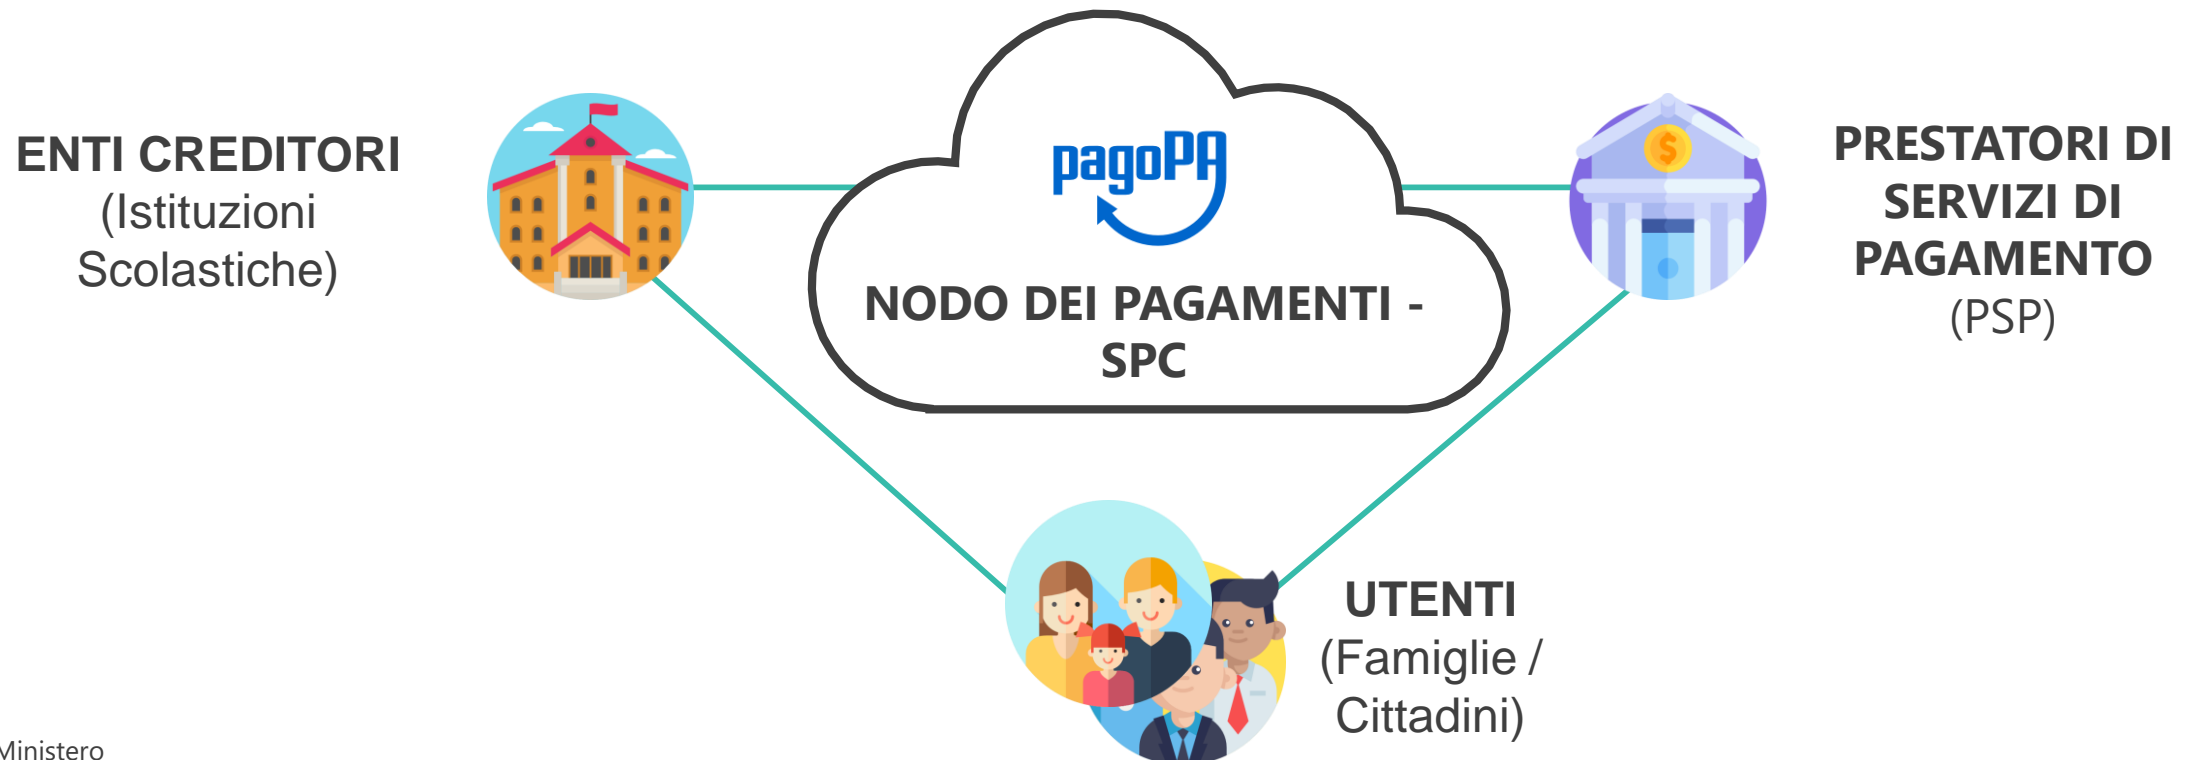 ENTI CREDITORI
(Istituzioni
Scolastiche)
pagoPA
NODO DEI PAGAMENTI -
SPC
PRESTATORI DI
SERVIZI DI
PAGAMENTO
(PSP)
UTENTI
(Famiglie /
Cittadini)
Ministero